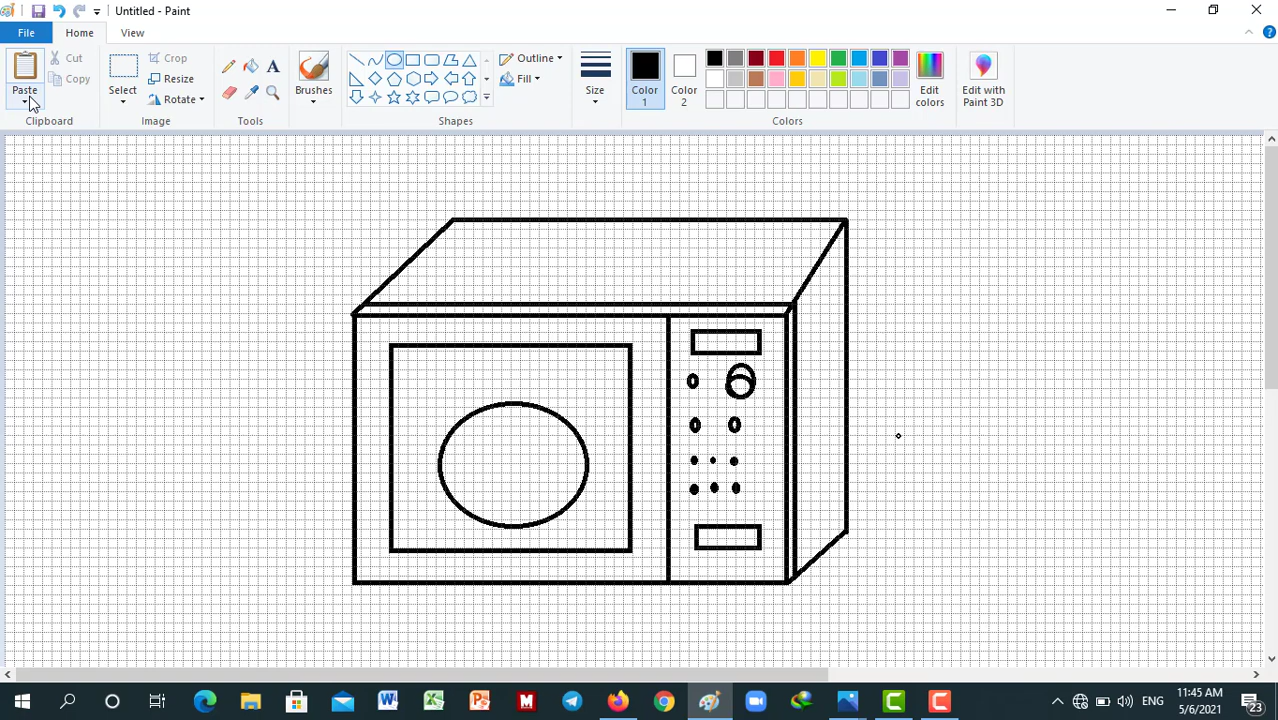 Untitled - Paint
File Home View
Paste
Cut
Copy
Clipboard
Select
Crop
Resize
Rotate
Image
Tools
Brushes
Shapes
Outline
Fill
Size
Color 1
Color 2
Colors
Edit colors
Edit with Paint 3D
ENG
11:45 AM
5/6/2021
23